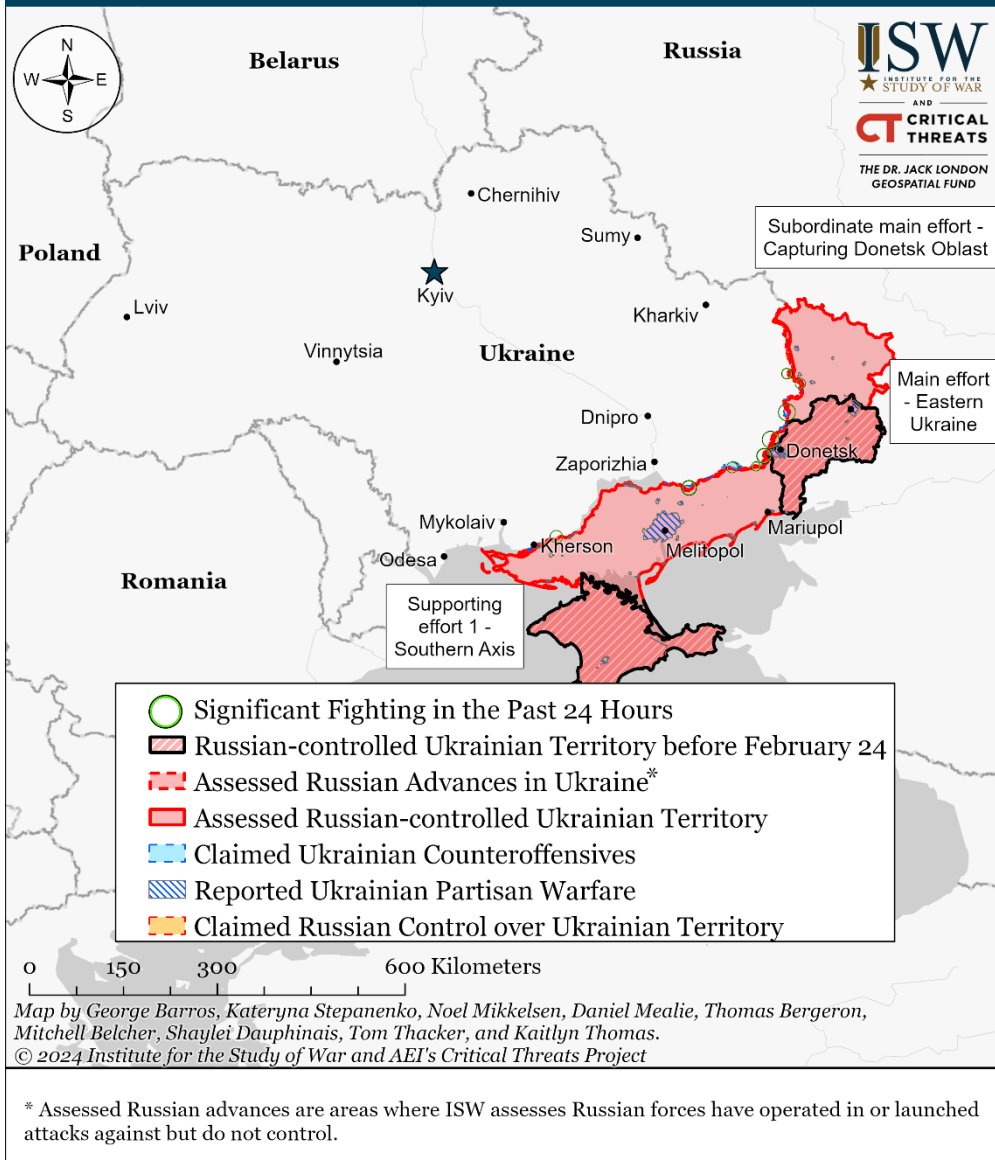 N
W E
S
Belarus
Russia
ISW
INSTITUTE FOR THE
STUDY OF WAR
AND
CT CRITICAL
THREATS
THE DR. JACK LONDON
GEOSPATIAL FUND
Chernihiv
Sumy
Subordinate main effort -
Capturing Donetsk Oblast
Poland
Kyiv
Lviv
Kharkiv
Vinnytsia
Ukraine
Main effort
- Eastern
Ukraine
Dnipro
Donetsk
Zaporizhia
Mykolaiv
Mariupol
Kherson
Melitopol
Odesa
Romania
Supporting
effort 1 -
Southern Axis
Significant Fighting in the Past 24 Hours
Russian-controlled Ukrainian Territory before February 24
Assessed Russian Advances in Ukraine*
Assessed Russian-controlled Ukrainian Territory
Claimed Ukrainian Counteroffensives
Reported Ukrainian Partisan Warfare
Claimed Russian Control over Ukrainian Territory
0 150 300 600 Kilometers
Map by George Barros, Kateryna Stepanenko, Noel Mikkelsen, Daniel Mealie, Thomas Bergeron,
Mitchell Belcher, Shaylei Dauphinais, Tom Thacker, and Kaitlyn Thomas.
© 2024 Institute for the Study of War and AEI's Critical Threats Project
* Assessed Russian advances are areas where ISW assesses Russian forces have operated in or launched
attacks against but do not control.